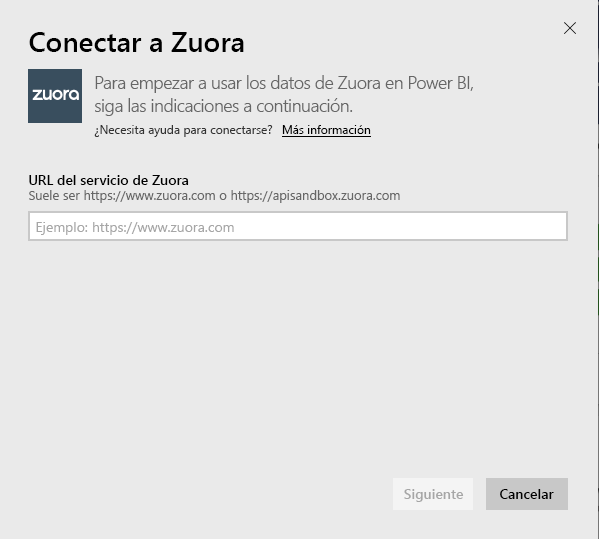 Conectar a Zuora
zuora
Para empezar a usar los datos de Zuora en Power BI,
siga las indicaciones a continuación.
¿Necesita ayuda para conectarse? Más información
URL del servicio de Zuora
Suele ser https://www.zuora.com o https://apisandbox.zuora.com
Ejemplo: https://www.zuora.com
Siguiente
Cancelar